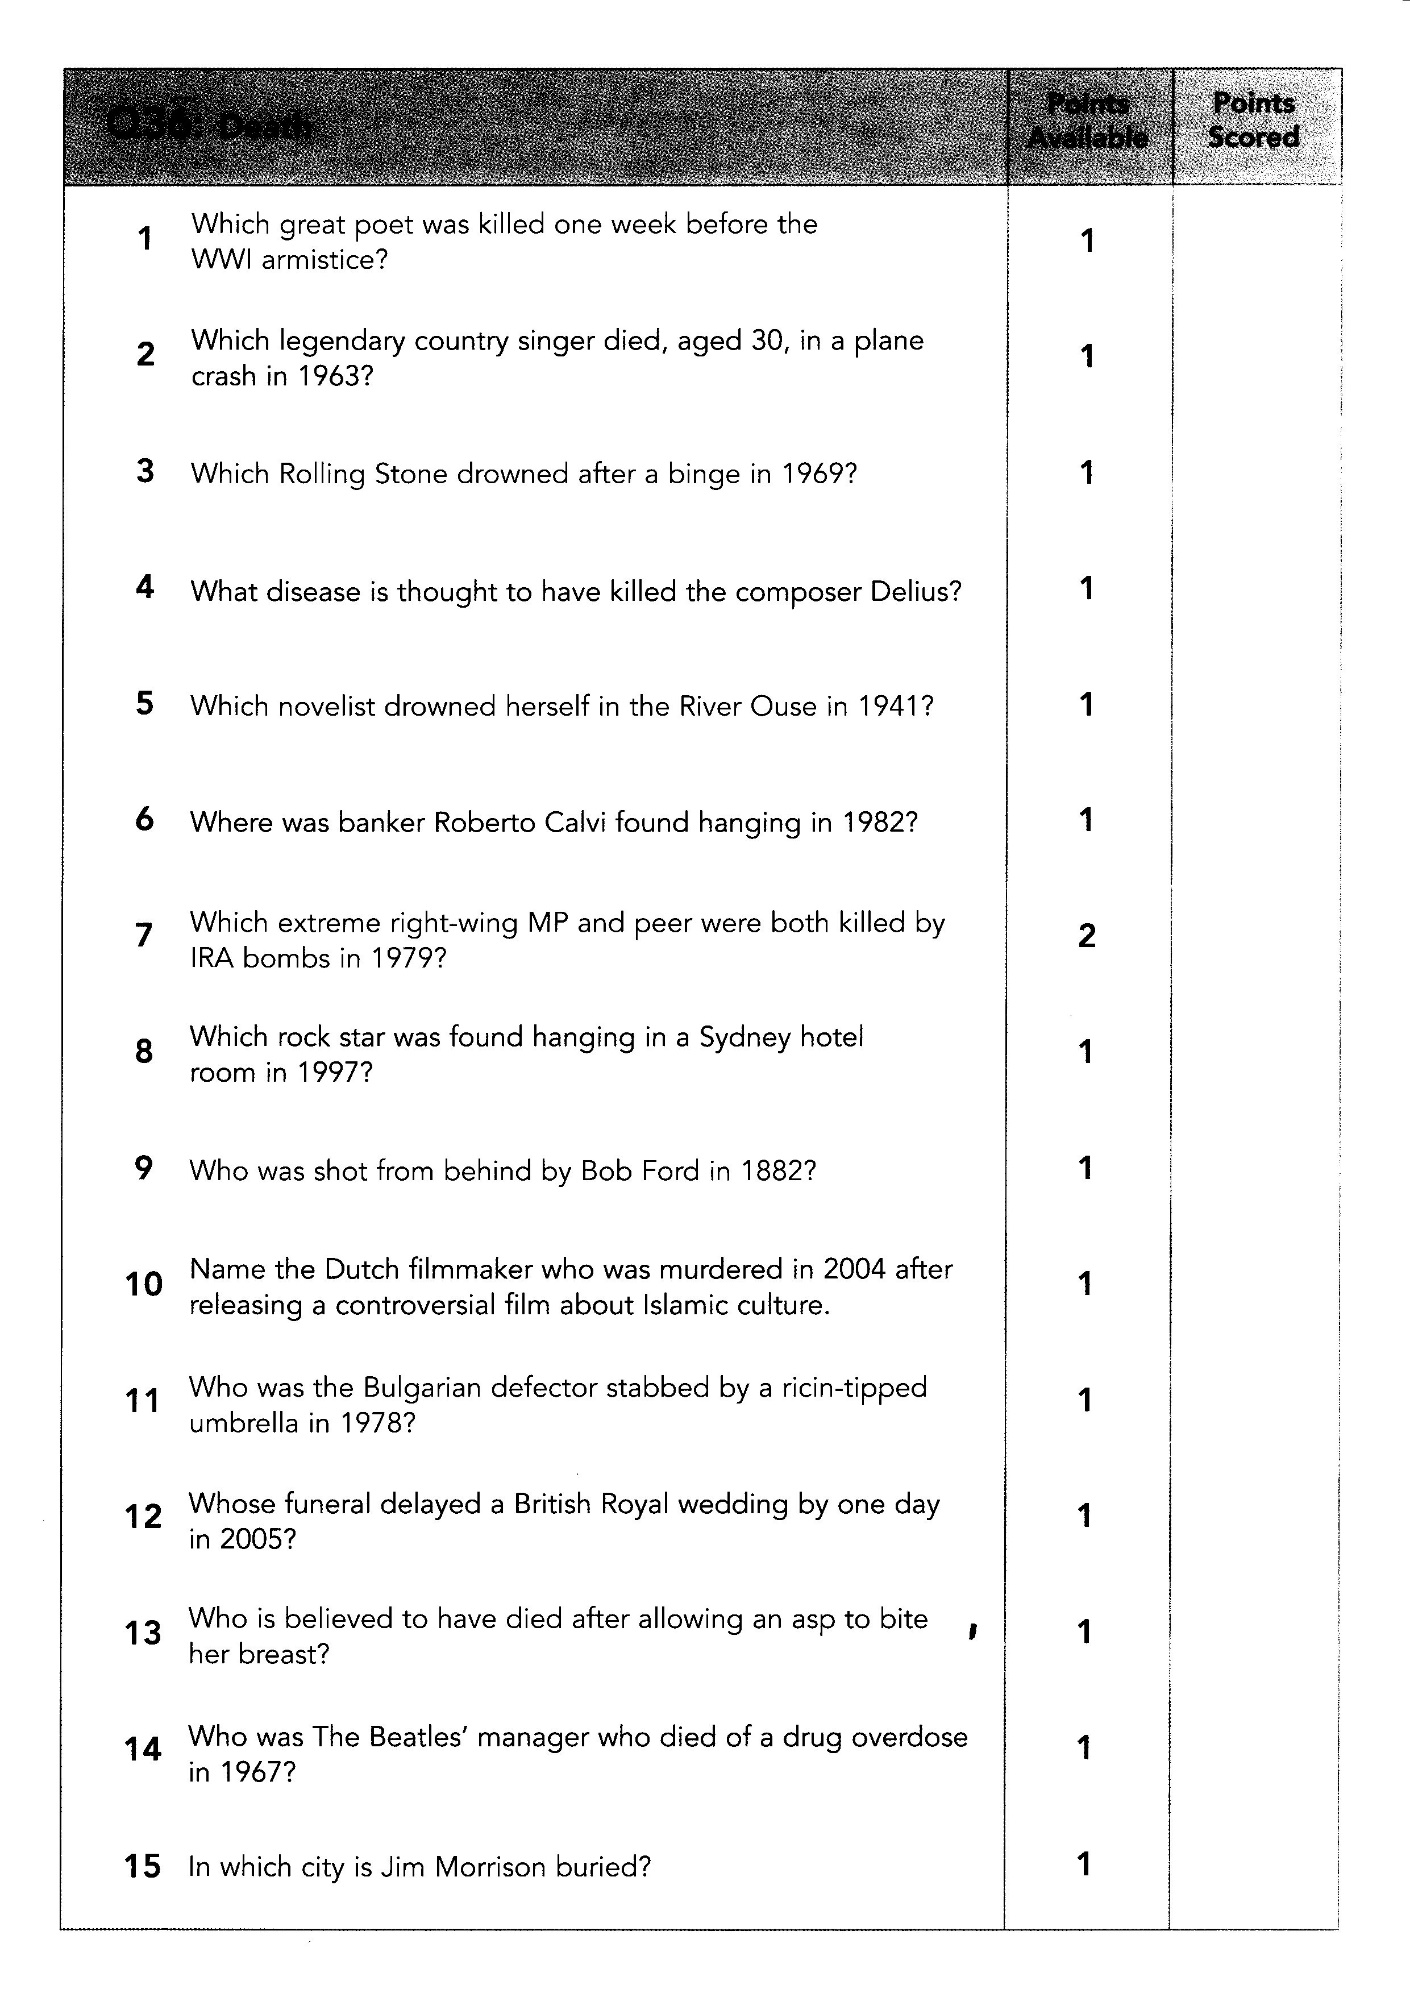 Q36: Death
Points Available
Points Scored
1 Which great poet was killed one week before the
WWI armistice? 1
2 Which legendary country singer died, aged 30, in a plane
crash in 1963? 1
3 Which Rolling Stone drowned after a binge in 1969? 1
4 What disease is thought to have killed the composer Delius? 1
5 Which novelist drowned herself in the River Ouse in 1941? 1
6 Where was banker Roberto Calvi found hanging in 1982? 1
7 Which extreme right-wing MP and peer were both killed by
IRA bombs in 1979? 2
8 Which rock star was found hanging in a Sydney hotel
room in 1997? 1
9 Who was shot from behind by Bob Ford in 1882? 1
10 Name the Dutch filmmaker who was murdered in 2004 after
releasing a controversial film about Islamic culture. 1
11 Who was the Bulgarian defector stabbed by a ricin-tipped
umbrella in 1978? 1
12 Whose funeral delayed a British Royal wedding by one day
in 2005? 1
13 Who is believed to have died after allowing an asp to bite
her breast? 1
14 Who was The Beatles’ manager who died of a drug overdose
in 1967? 1
15 In which city is Jim Morrison buried? 1